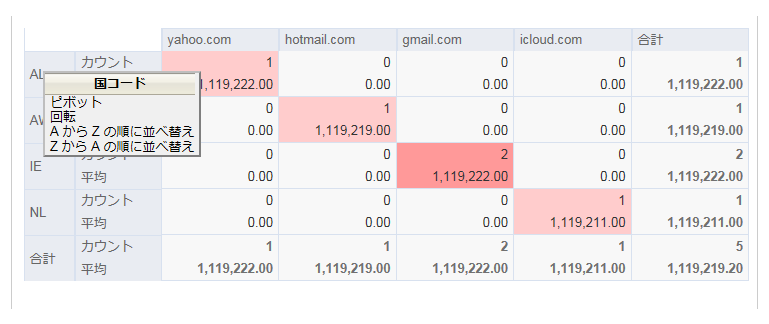 yahoo.com hotmail.com gmail.com icloud.com 合計
カウント 1 0 0 0 1
1,119,222.00 0.00 0.00 0.00 1,119,222.00
国コード
ピボット
回転
A から Z の順に並べ替え
Z から A の順に並べ替え
0 1 0 0 1
0.00 1,119,219.00 0.00 0.00 1,119,219.00
IE 0 0 2 0 2
平均 0.00 0.00 1,119,222.00 0.00 1,119,222.00
NL カウント 0 0 0 1 1
平均 0.00 0.00 0.00 1,119,211.00 1,119,211.00
合計 カウント 1 1 2 1 5
平均 1,119,222.00 1,119,219.00 1,119,222.00 1,119,211.00 1,119,219.20